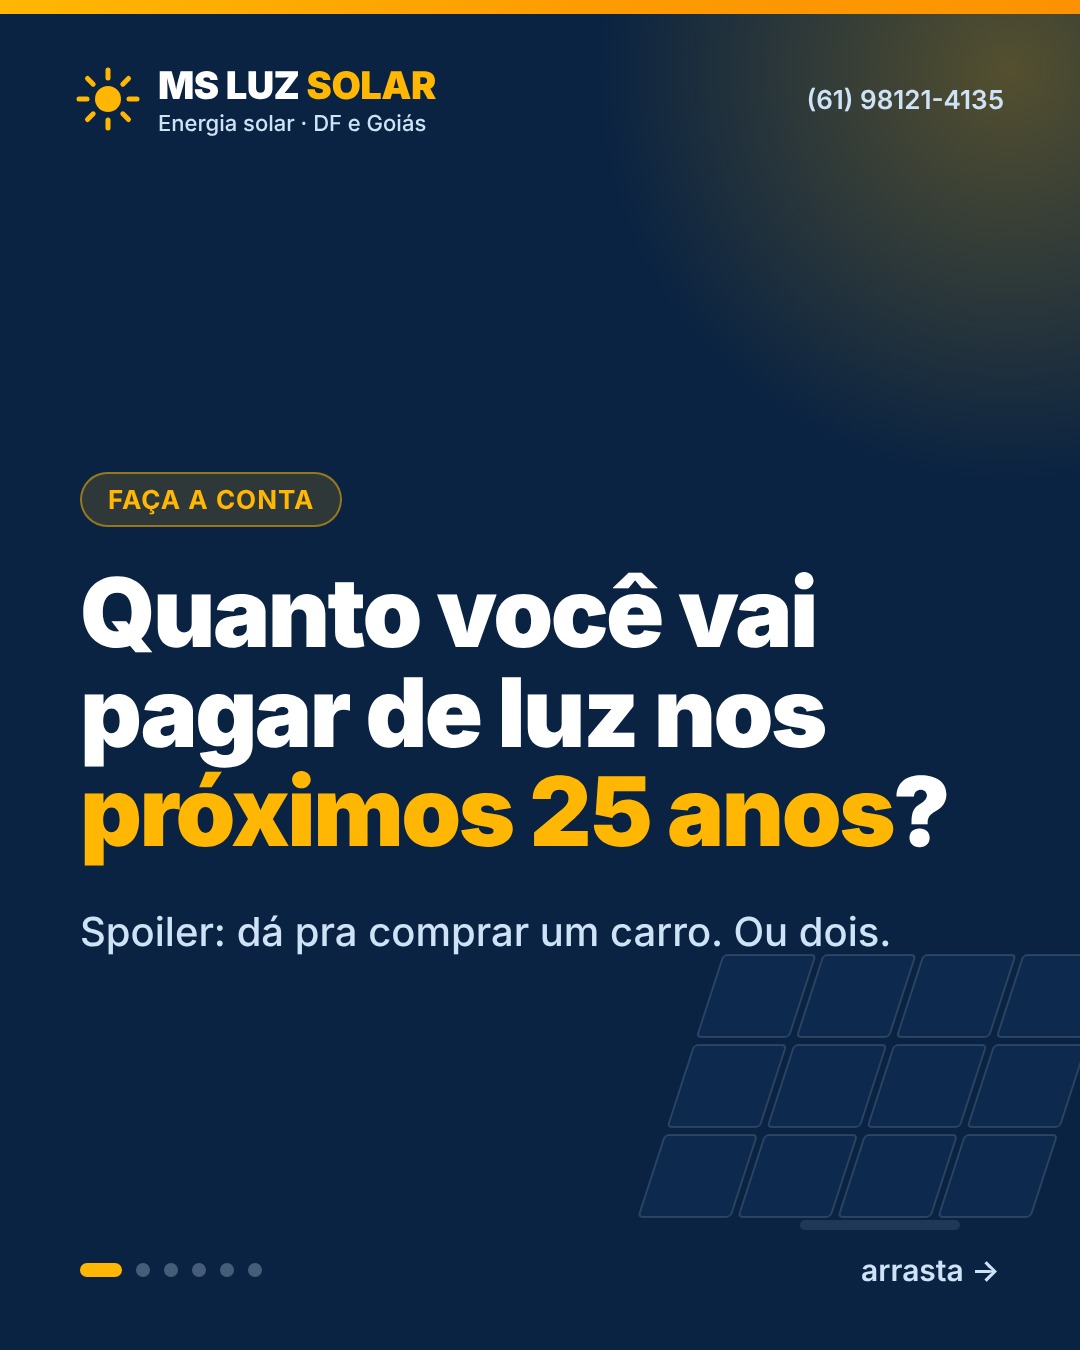 MS LUZ SOLAR
Energia solar · DF e Goiás
(61) 98121-4135
FAÇA A CONTA
Quanto você vai
pagar de luz nos
próximos 25 anos?
Spoiler: dá pra comprar um carro. Ou dois.
arrasta →